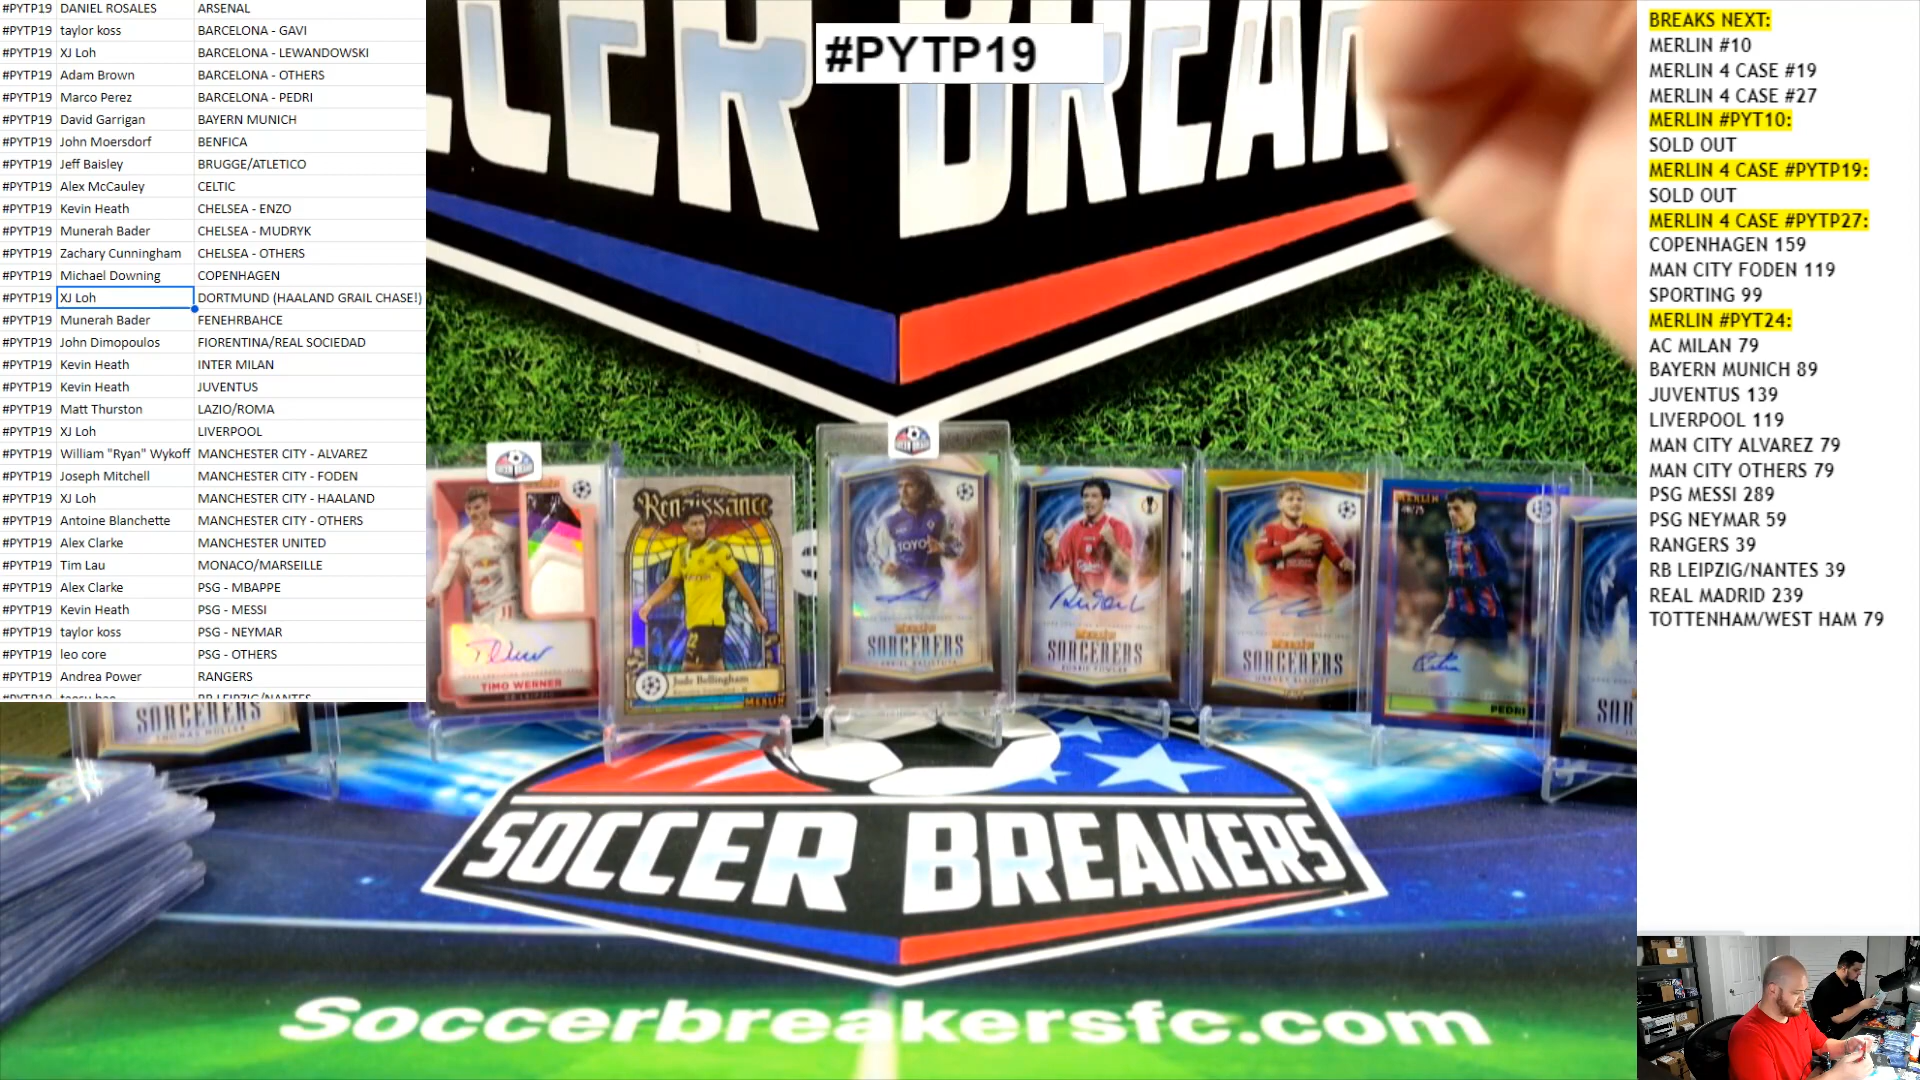 #PYTP19 DANIEL ROSALES ARSENAL
#PYTP19 taylor koss BARCELONA - GAVI
#PYTP19 XJ Loh BARCELONA - LEWANDOWSKI
#PYTP19 Adam Brown BARCELONA - OTHERS
#PYTP19 Marco Perez BARCELONA - PEDRI
#PYTP19 David Garrigan BAYERN MUNICH
#PYTP19 John Moersdorf BENFICA
#PYTP19 Jeff Baisley BRUGGE/ATLETICO
#PYTP19 Alex McCauley CELTIC
#PYTP19 Kevin Heath CHELSEA - ENZO
#PYTP19 Munerah Bader CHELSEA - MUDRYK
#PYTP19 Zachary Cunningham CHELSEA - OTHERS
#PYTP19 Michael Downing COPENHAGEN
#PYTP19 XJ Loh DORTMUND (HAALAND GRAIL CHASE!)
#PYTP19 Munerah Bader FENEHRBAHCE
#PYTP19 John Dimopoulos FIORENTINA/REAL SOCIEDAD
#PYTP19 Kevin Heath INTER MILAN
#PYTP19 Kevin Heath JUVENTUS
#PYTP19 Matt Thurston LAZIO/ROMA
#PYTP19 XJ Loh LIVERPOOL
#PYTP19 William "Ryan" Wykoff MANCHESTER CITY - ALVAREZ
#PYTP19 Joseph Mitchell MANCHESTER CITY - FODEN
#PYTP19 XJ Loh MANCHESTER CITY - HAALAND
#PYTP19 Antoine Blanchette MANCHESTER CITY - OTHERS
#PYTP19 Alex Clarke MANCHESTER UNITED
#PYTP19 Tim Lau MONACO/MARSEILLE
#PYTP19 Alex Clarke PSG - MBAPPE
#PYTP19 Kevin Heath PSG - MESSI
#PYTP19 taylor koss PSG - NEYMAR
#PYTP19 leo core PSG - OTHERS
#PYTP19 Andrea Power RANGERS
#PYTP19
#PYTP19
BREAKS NEXT:
MERLIN #10
MERLIN 4 CASE #19
MERLIN 4 CASE #27
MERLIN #PYT10:
SOLD OUT
MERLIN 4 CASE #PYTP19:
SOLD OUT
MERLIN 4 CASE #PYTP27:
COPENHAGEN 159
MAN CITY FODEN 119
SPORTING 99
MERLIN #PYT24:
AC MILAN 79
BAYERN MUNICH 89
JUVENTUS 139
LIVERPOOL 119
MAN CITY ALVAREZ 79
MAN CITY OTHERS 79
PSG MESSI 289
PSG NEYMAR 59
RANGERS 39
RB LEIPZIG/NANTES 39
REAL MADRID 239
TOTTENHAM/WEST HAM 79
TIMO WERNER
Renaissance
Jude Bellingham
MERLIN
TOYO
MERLIN
SORCERERS
MERLIN
SORCERERS
MERLIN
SORCERERS
MERLIN
PEDRI
SORCERERS
SOCCER BREAKERS
Soccerbreakersfc.com